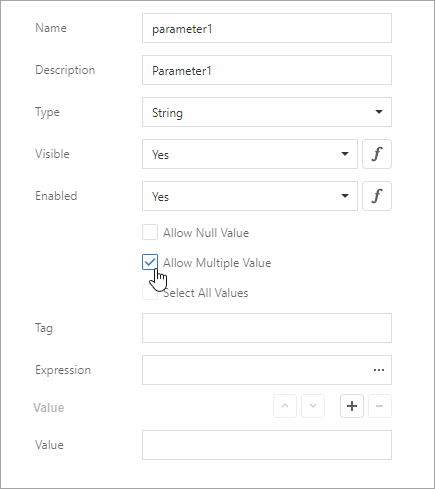 Name parameter1
Description Parameter1
Type String
Visible Yes f
Enabled Yes f
Allow Null Value
Allow Multiple Value
Select All Values
Tag
Expression ...
Value + -
Value